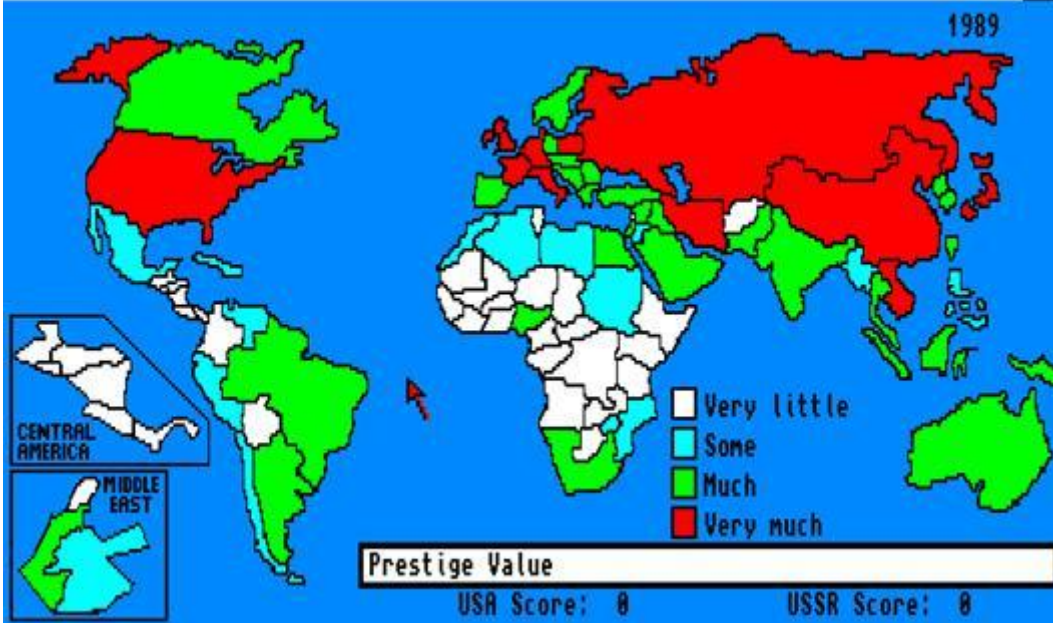 1989
CENTRAL
AMERICA
MIDDLE
EAST
Very little
Some
Much
Very much
Prestige Value
USA Score: 0
USSR Score: 0